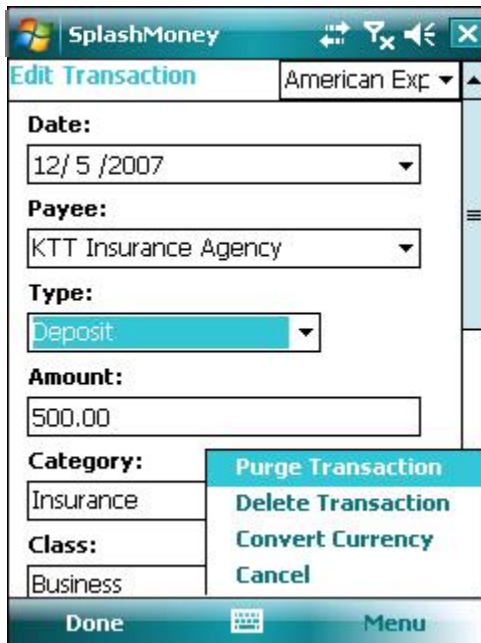 SplashMoney
Edit Transaction
American Exp
Date:
12/ 5 /2007
Payee:
KTT Insurance Agency
Type:
Deposit
Amount:
500.00
Category:
Insurance
Class:
Business
Purge Transaction
Delete Transaction
Convert Currency
Cancel
Done
Menu